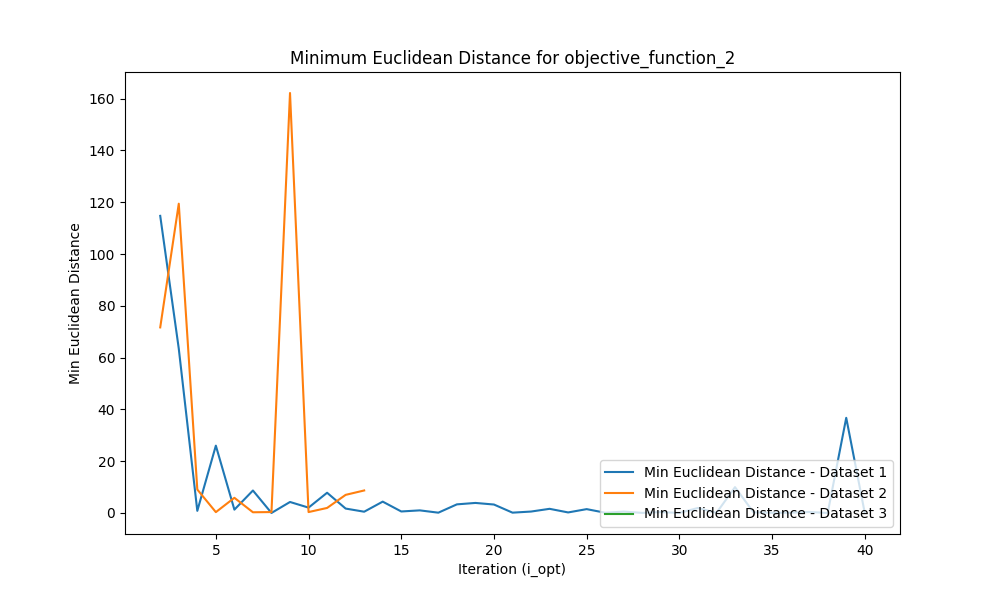 Minimum Euclidean Distance for objective_function_2
Min Euclidean Distance
160
140
120
100
80
60
40
20
0
Min Euclidean Distance - Dataset 1
Min Euclidean Distance - Dataset 2
Min Euclidean Distance - Dataset 3
5 10 15 20 25 30 35 40
Iteration (i_opt)